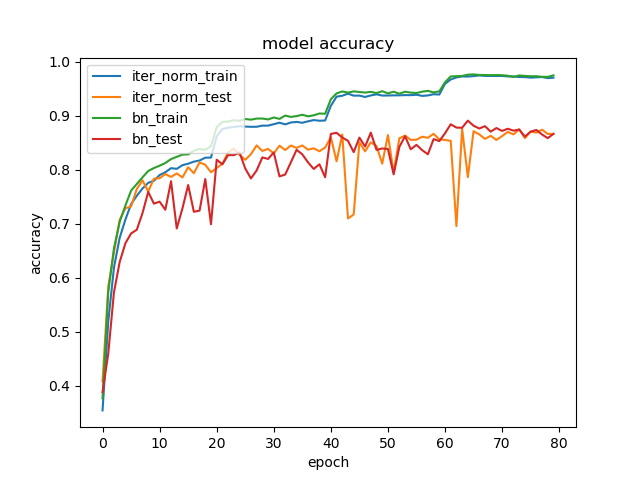 model accuracy
iter_norm_train
iter_norm_test
bn_train
bn_test
accuracy
1.0
0.9
0.8
0.7
0.6
0.5
0.4
0 10 20 30 40 50 60 70 80
epoch